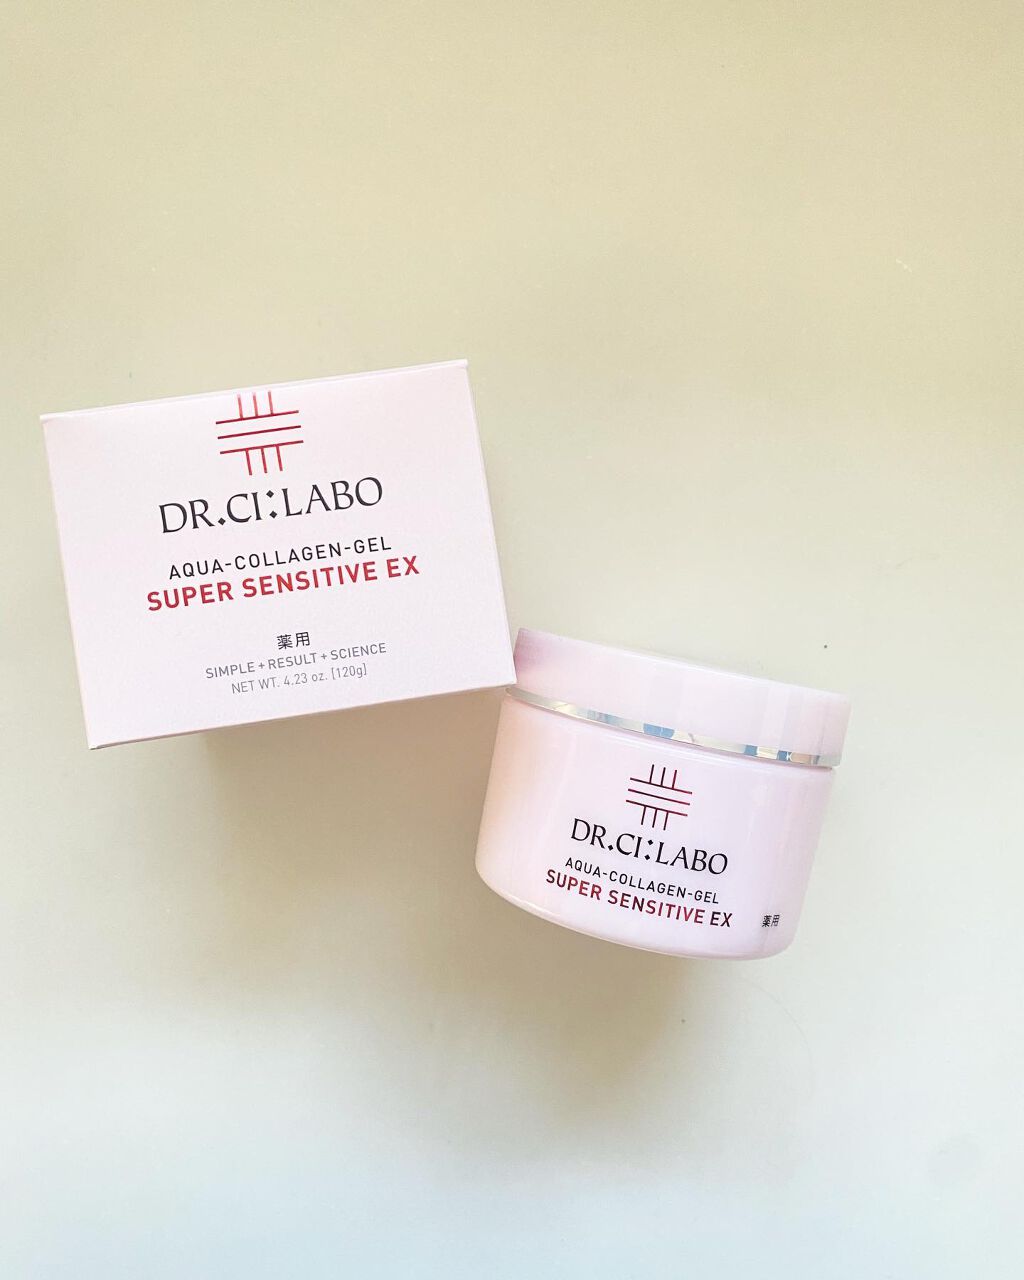 DR.CI:LABO
AQUA-COLLAGEN-GEL
SUPER SENSITIVE EX
薬用
SIMPLE+RESULT+SCIENCE
NET WT. 4.23 oz. [120g]
DR.CI:LABO
AQUA-COLLAGEN-GEL
SUPER SENSITIVE EX
薬用